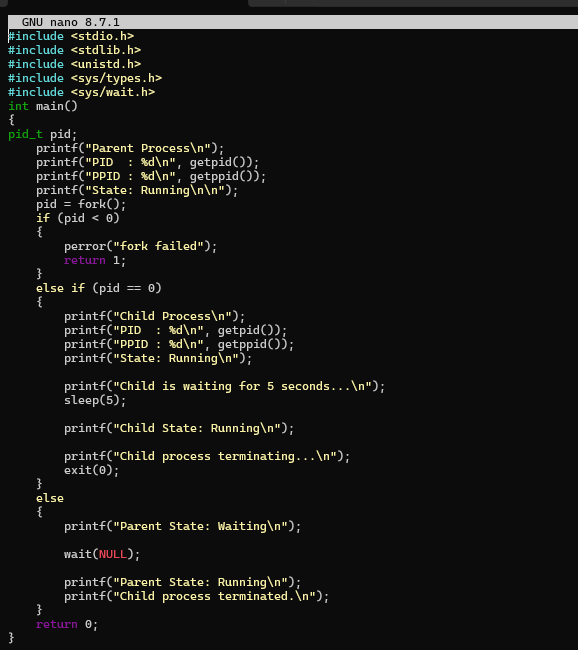 GNU nano 8.7.1
#include <stdio.h>
#include <stdlib.h>
#include <unistd.h>
#include <sys/types.h>
#include <sys/wait.h>
int main()
{
pid_t pid;
    printf("Parent Process\n");
    printf("PID  : %d\n", getpid());
    printf("PPID : %d\n", getppid());
    printf("State: Running\n\n");
    pid = fork();
    if (pid < 0)
    {
        perror("fork failed");
        return 1;
    }
    else if (pid == 0)
    {
        printf("Child Process\n");
        printf("PID  : %d\n", getpid());
        printf("PPID : %d\n", getppid());
        printf("State: Running\n");

        printf("Child is waiting for 5 seconds...\n");
        sleep(5);

        printf("Child State: Running\n");

        printf("Child process terminating...\n");
        exit(0);
    }
    else
    {
        printf("Parent State: Waiting\n");

        wait(NULL);

        printf("Parent State: Running\n");
        printf("Child process terminated.\n");
    }
    return 0;
}